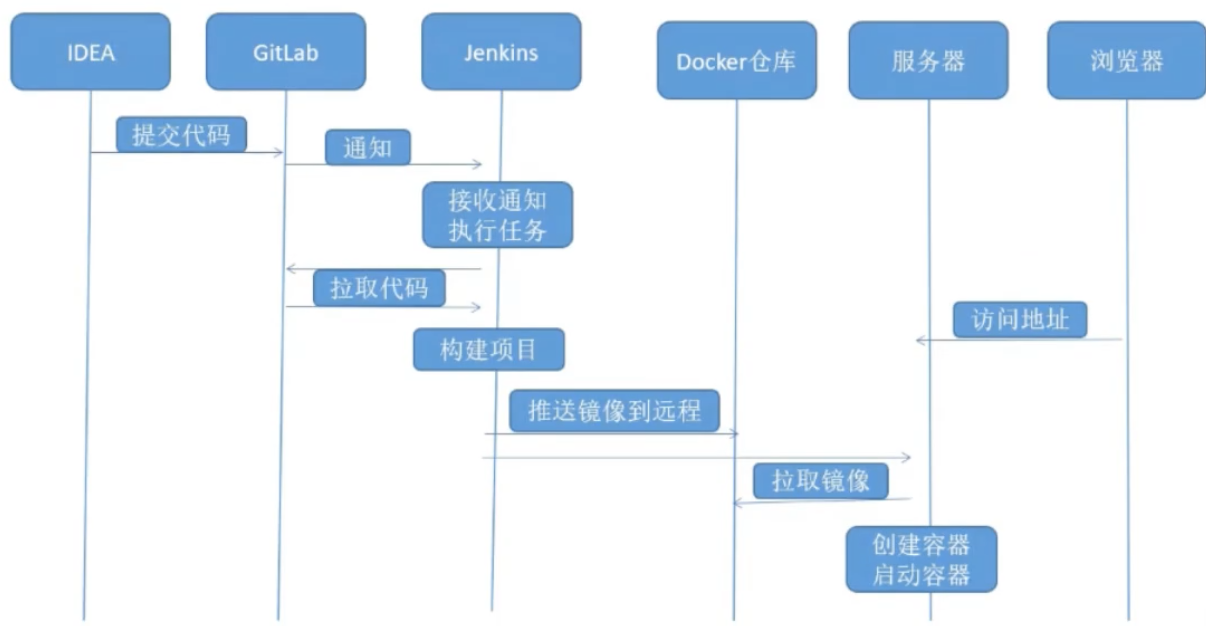 IDEA
GitLab
Jenkins
Docker仓库
服务器
浏览器
提交代码
通知
接收通知
执行任务
拉取代码
访问地址
构建项目
推送镜像到远程
拉取镜像
创建容器
启动容器